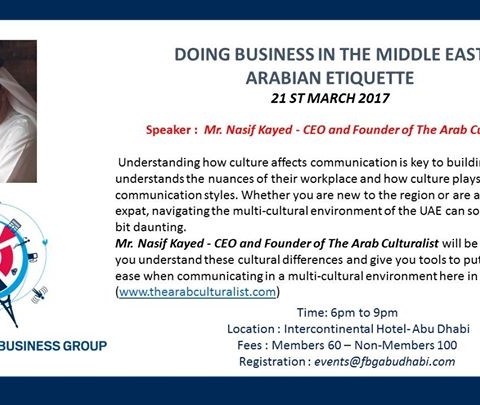 DOING BUSINESS IN THE MIDDLE EAST
ARABIAN ETIQUETTE
21 ST MARCH 2017
Speaker : Mr. Nasif Kayed - CEO and Founder of The Arab Cu
Understanding how culture affects communication is key to buildin
understands the nuances of their workplace and how culture plays
communication styles. Whether you are new to the region or are a
expat, navigating the multi-cultural environment of the UAE can so
bit daunting.
Mr. Nasif Kayed - CEO and Founder of The Arab Culturalist will be
you understand these cultural differences and give you tools to put
ease when communicating in a multi-cultural environment here in
(www.thearabculturalist.com)
Time: 6pm to 9pm
Location : Intercontinental Hotel- Abu Dhabi
Fees : Members 60 – Non-Members 100
Registration : events@fbgabudhabi.com
BUSINESS GROUP